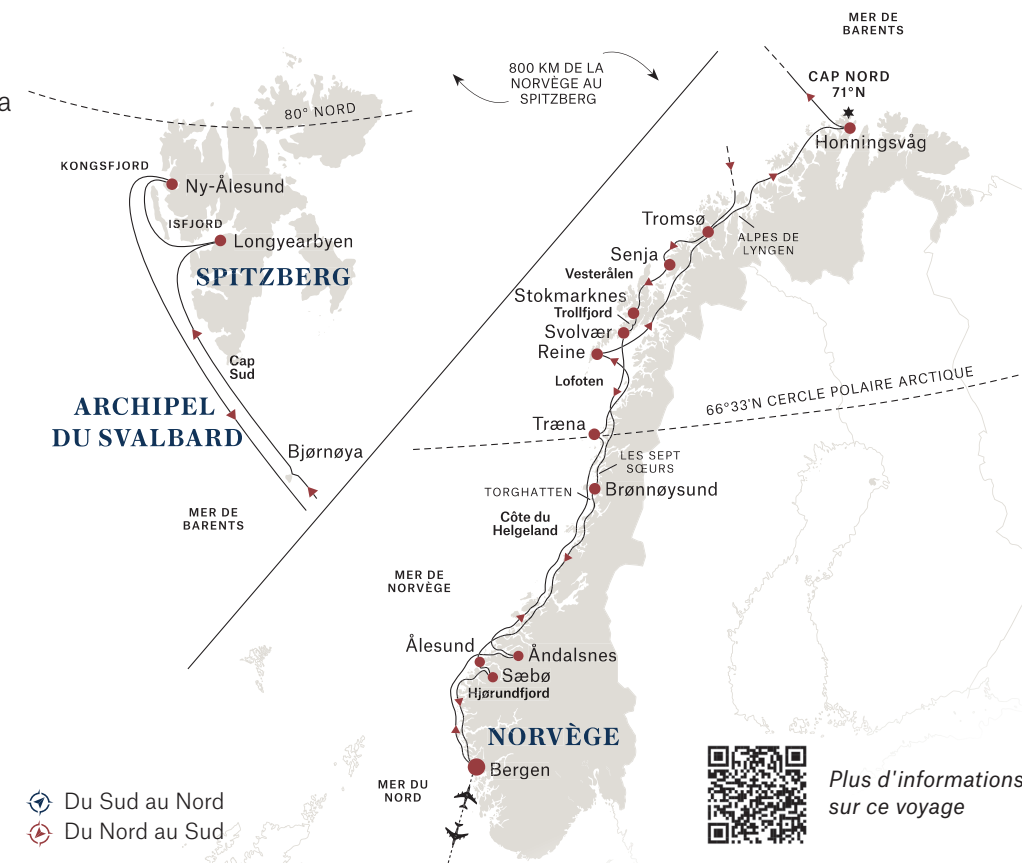 a
MER DE
BARENTS
800 KM DE LA
NORVÈGE AU
SPITZBERG
CAP NORD
71°N
80° NORD
Honningsvåg
KONGSFJORD
Ny-Ålesund
ISFJORD
Longyearbyen
SPITZBERG
Tromsø
ALPES DE
LYNGEN
Senja
Vesterålen
Stokmarknes
Trollfjord
Svolvær
Reine
Cap
Sud
Lofoten
66°33'N CERCLE POLAIRE ARCTIQUE
ARCHIPEL
DU SVALBARD
Træna
Bjørnøya
LES SEPT
SŒURS
TORGHATTEN
Brønnøysund
MER DE
BARENTS
Côte du
Helgeland
MER DE
NORVÈGE
Ålesund
Åndalsnes
Sæbø
Hjørundfjord
NORVÈGE
Bergen
MER DU
NORD
Du Sud au Nord
Du Nord au Sud
Plus d'informations
sur ce voyage